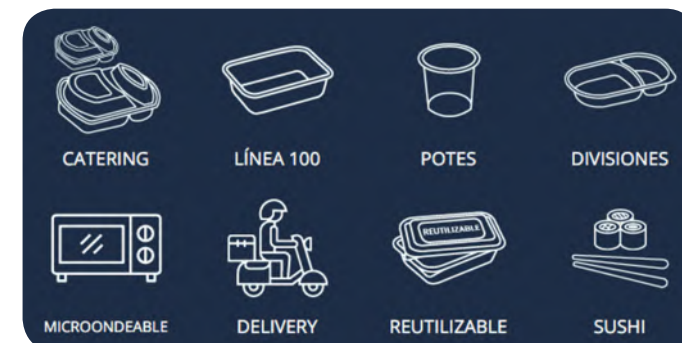 CATERING
LÍNEA 100
POTES
DIVISIONES
REUTILIZABLE
MICROONDEABLE
DELIVERY
REUTILIZABLE
SUSHI